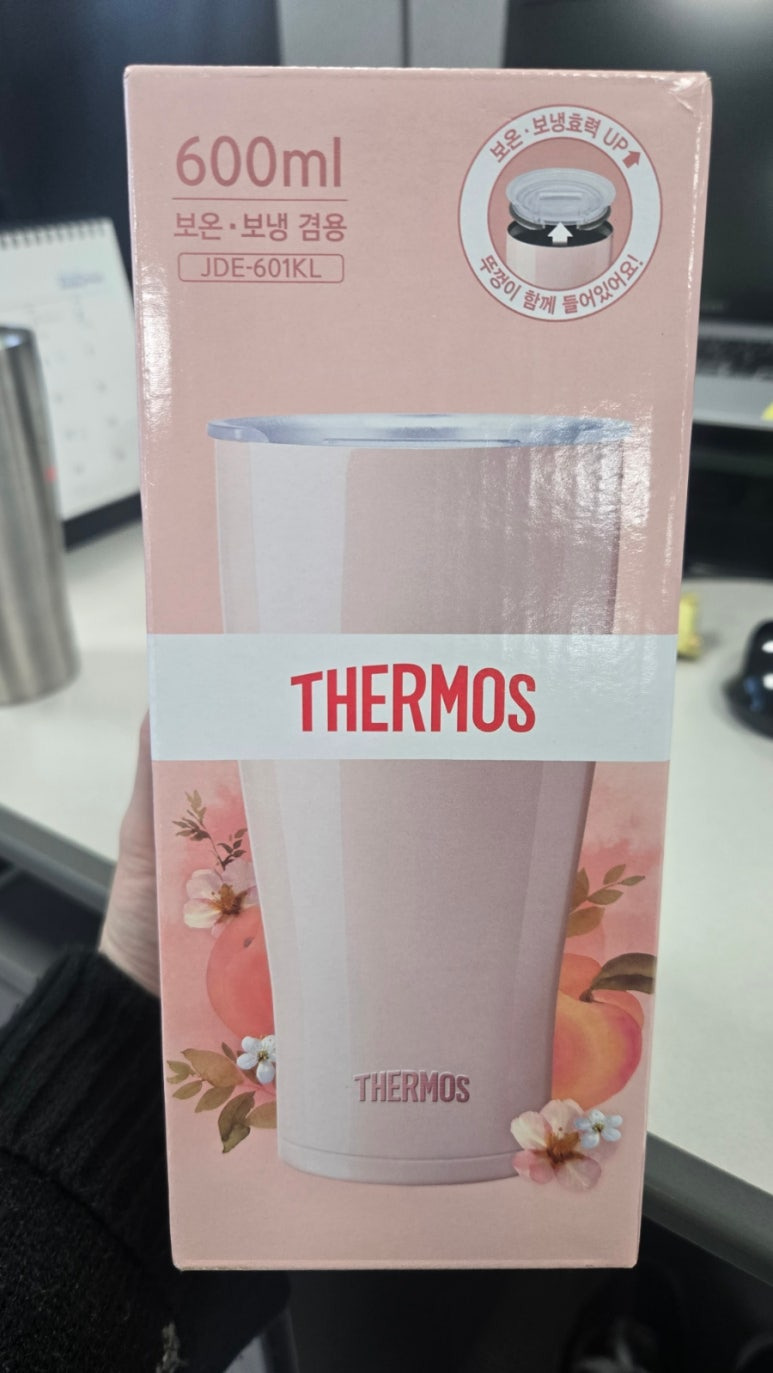 600ml
보온·보냉 겸용
JDE-601KL
보온·보냉효력 UP
뚜껑이 함께 들어있어요!
THERMOS
THERMOS